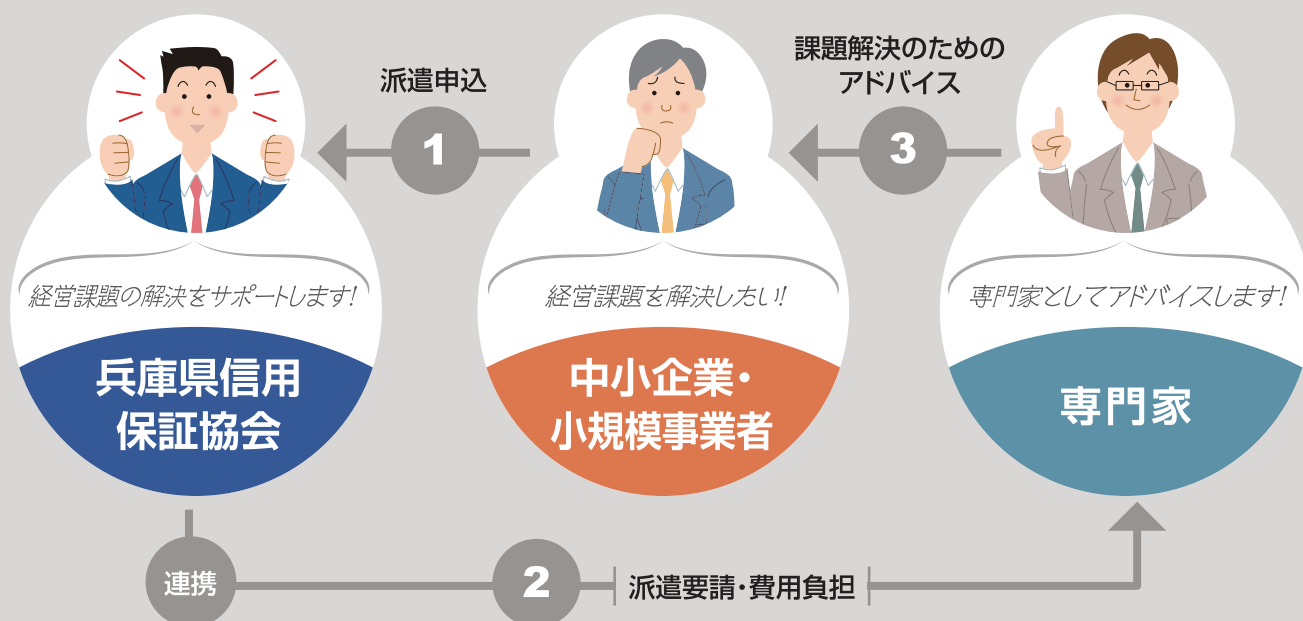 派遣申込
1
課題解決のための
アドバイス
3
経営課題の解決をサポートします!
経営課題を解決したい!
専門家としてアドバイスします!
兵庫県信用
保証協会
中小企業・
小規模事業者
専門家
連携
2
派遣要請・費用負担